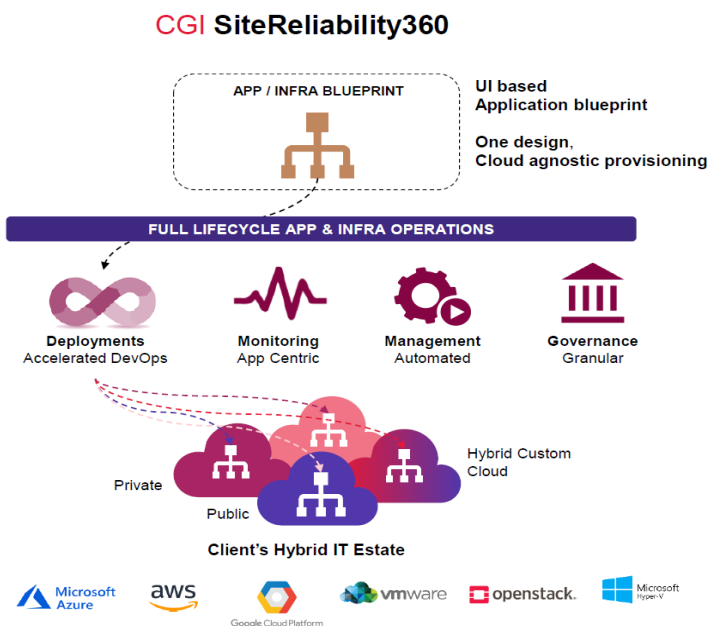 CGI SiteReliability360
APP / INFRA BLUEPRINT
UI based
Application blueprint
One design,
Cloud agnostic provisioning
FULL LIFECYCLE APP & INFRA OPERATIONS
Deployments
Accelerated DevOps
Monitoring
App Centric
Management
Automated
Governance
Granular
Hybrid Custom
Cloud
Private
Public
Client's Hybrid IT Estate
Microsoft
Azure
aws
Google Cloud Platform
vmware
openstack.
Microsoft
Hyper-V